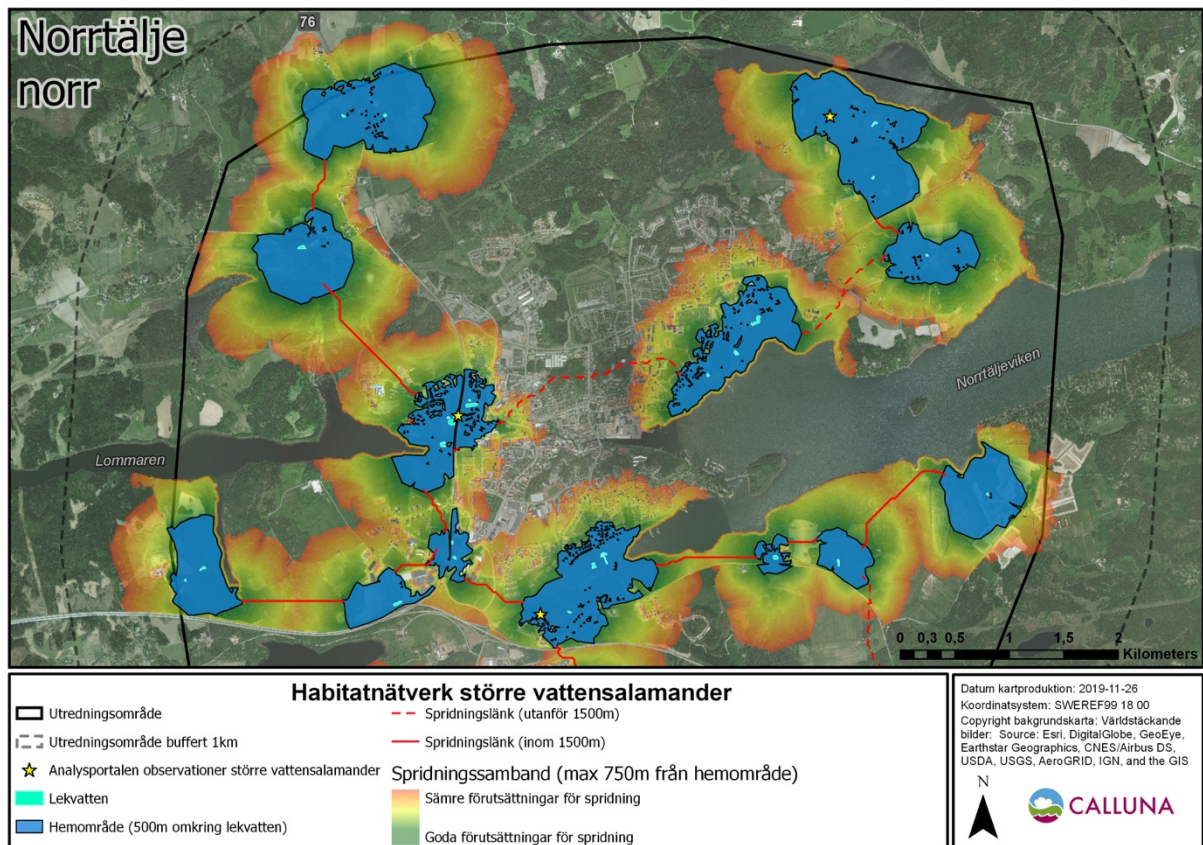 Norrtälje
norr
76
Norrtäljeviken
Lommaren
0 0,3 0,5 1 1,5 2
Kilometers
Habitatnätverk större vattensalamander
Utredningsområde
Utredningsområde buffert 1km
Analysportalen observationer större vattensalamander
Lekvatten
Hemområde (500m omkring lekvatten)
Spridningslänk (utanför 1500m)
Spridningslänk (inom 1500m)
Spridningssamband (max 750m från hemområde)
Sämre förutsättningar för spridning
Goda förutsättningar för spridning
Datum kartproduktion: 2019-11-26
Koordinatsystem: SWEREF99 18 00
Copyright bakgrundskarta: Världstäckande
bilder: Source: Esri, DigitalGlobe, GeoEye,
Earthstar Geographics, CNES/Airbus DS,
USDA, USGS, AeroGRID, IGN, and the GIS
N
CALLUNA